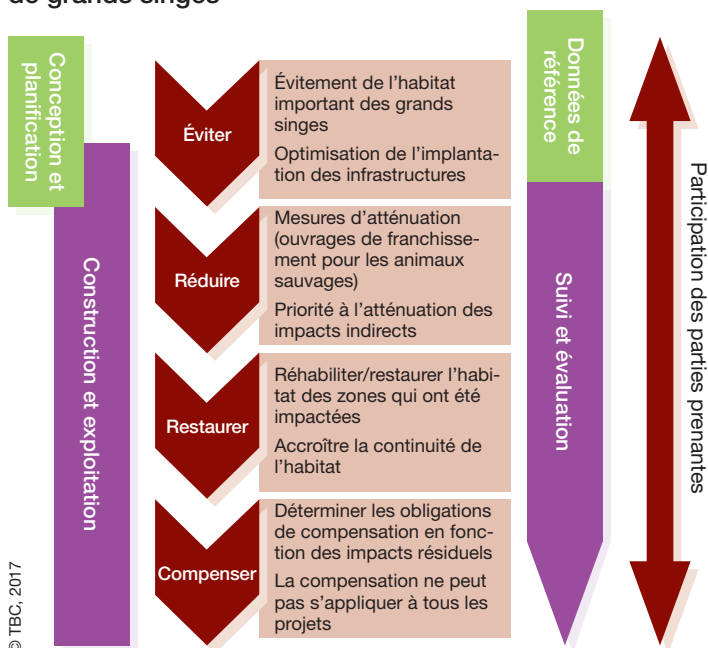 de grands singes
Conception et
planification
Construction et exploitation
Éviter
Évitement de l’habitat
important des grands
singes
Optimisation de l’implanta-
tion des infrastructures
Réduire
Mesures d’atténuation
(ouvrages de franchisse-
ment pour les animaux
sauvages)
Priorité à l’atténuation des
impacts indirects
Restaurer
Réhabiliter/restaurer l’habi-
tat des zones qui ont été
impactées
Accroître la continuité de
l’habitat
Compenser
Déterminer les obligations
de compensation en fonc-
tion des impacts résiduels
La compensation ne peut
pas s’appliquer à tous les
projets
Données de
référence
Suivi et évaluation
Participation des parties prenantes
© TBC, 2017